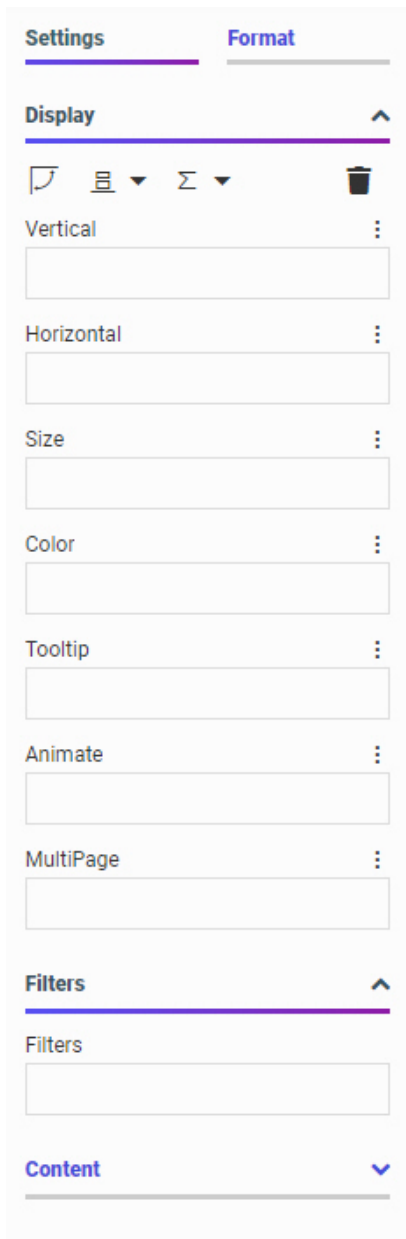 Settings Format
Display
Σ
Vertical
Horizontal
Size
Color
Tooltip
Animate
MultiPage
Filters
Filters
Content